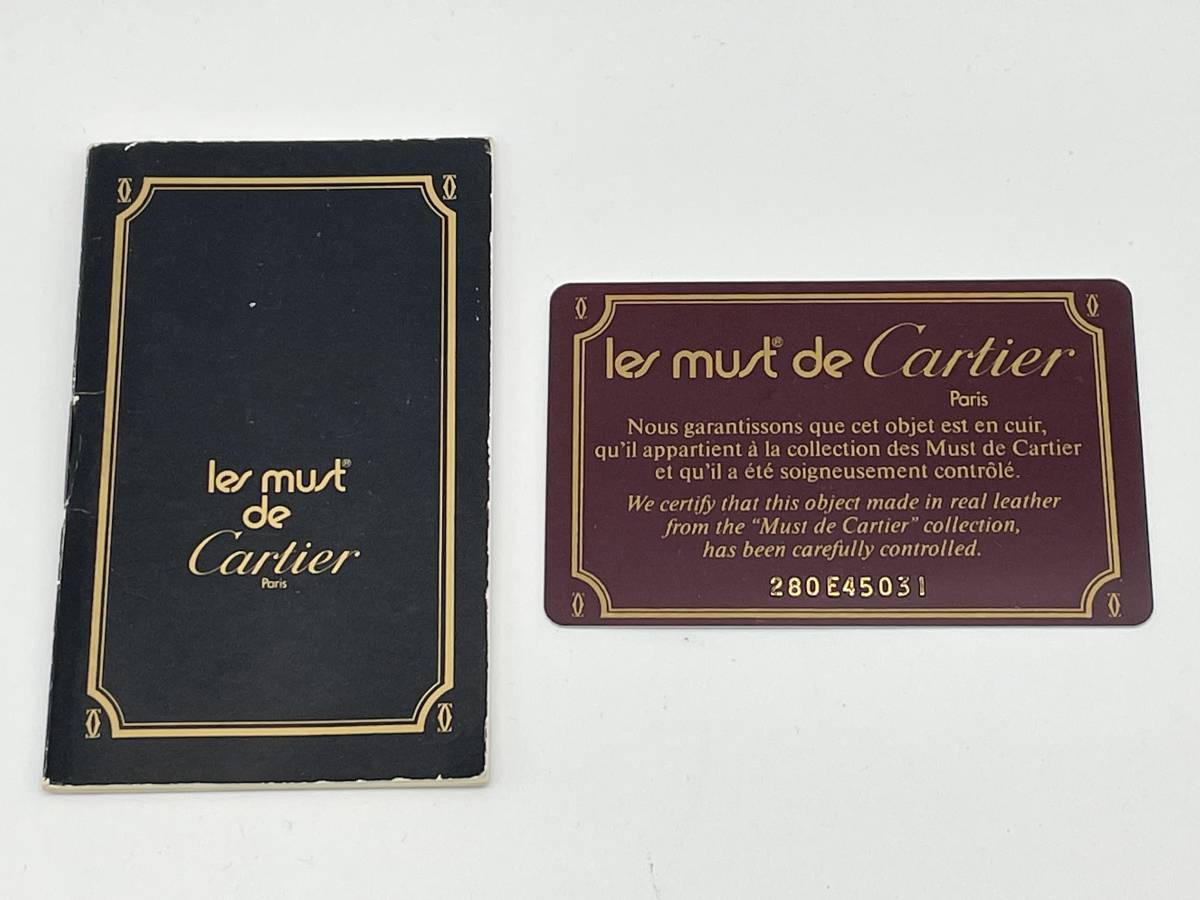 les must®
de
Cartier
Paris
les must® de Cartier
Paris
Nous garantissons que cet objet est en cuir,
qu'il appartient à la collection des Must de Cartier
et qu'il a été soigneusement contrôlé.
We certify that this object made in real leather
from the "Must de Cartier" collection,
has been carefully controlled.
280E45031